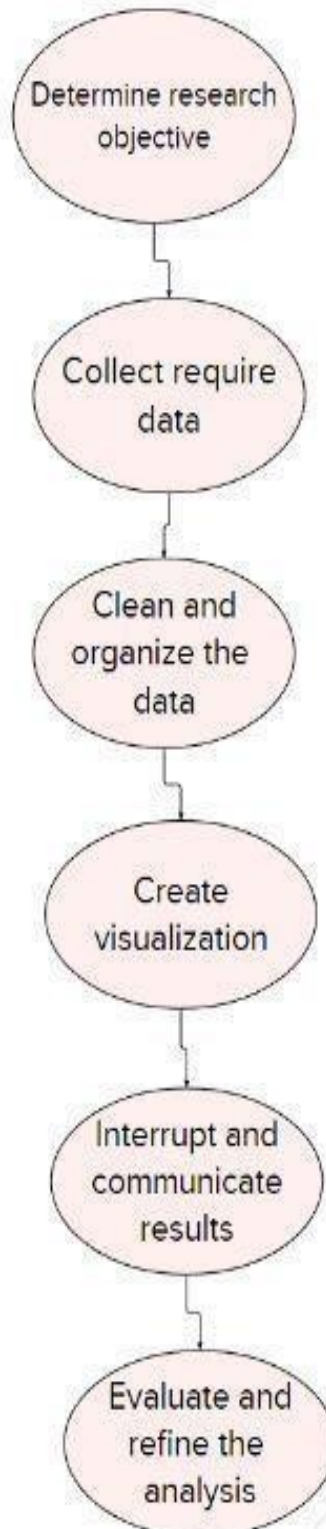 Determine research
objective
Collect require
data
Clean and
organize the
data
Create
visualization
Interrupt and
communicate
results
Evaluate and
refine the
analysis